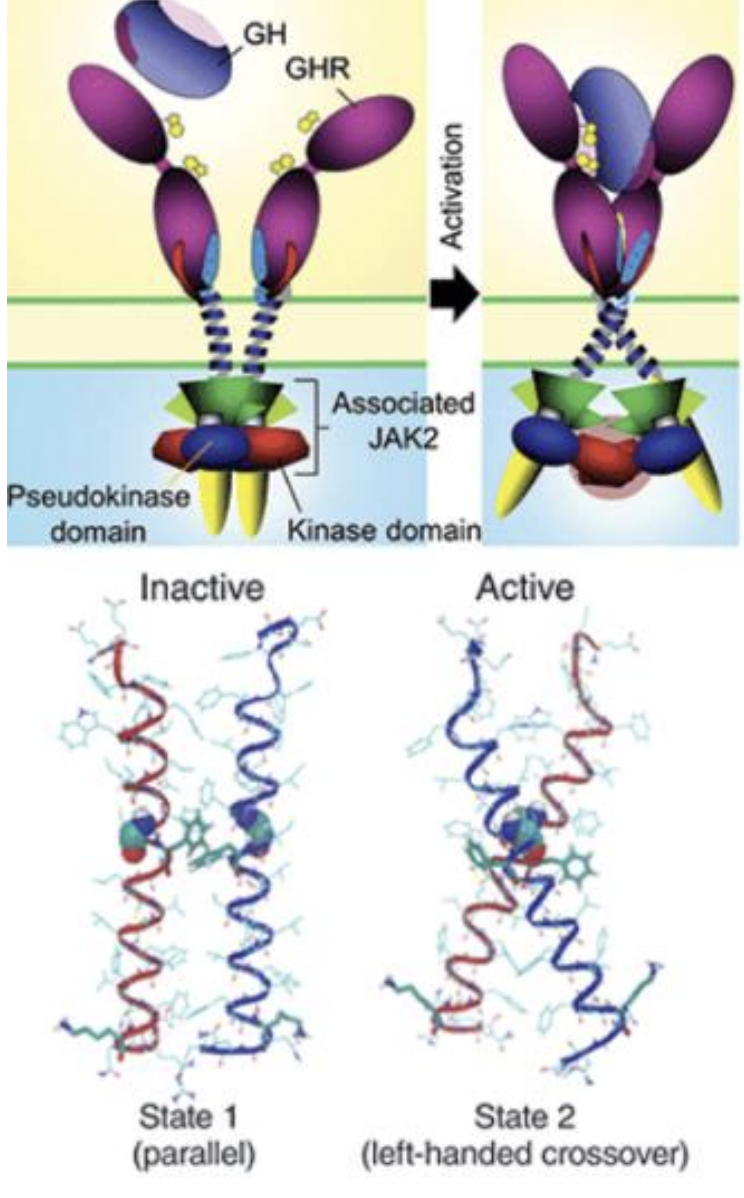 GH
GHR
Activation
Associated
JAK2
Pseudokinase
domain
Kinase domain
Inactive
Active
State 1
(parallel)
State 2
(left-handed crossover)